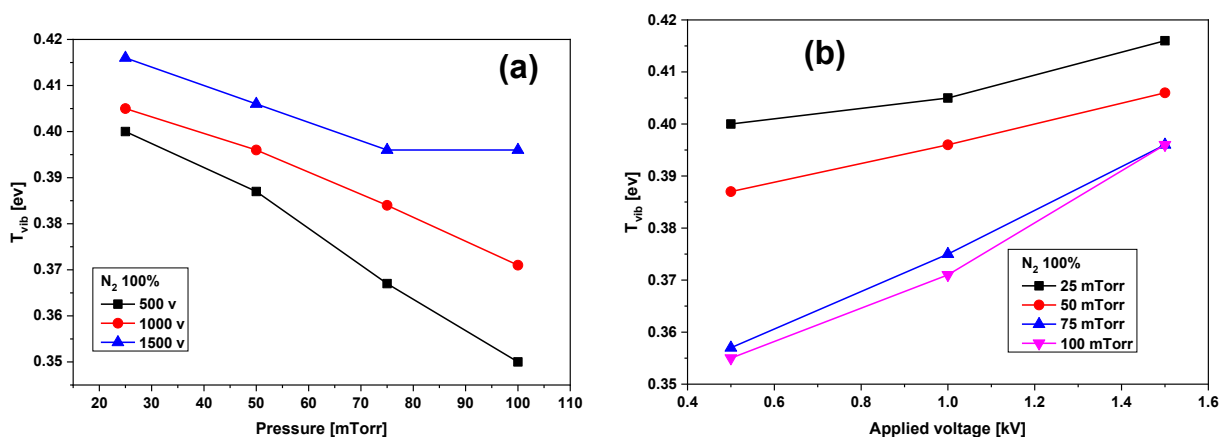 (a)
0.42
0.41
0.40
0.39
0.38
0.37
0.36
0.35
T_vib [ev]
N₂ 100%
500 v
1000 v
1500 v
20 30 40 50 60 70 80 90 100 110
Pressure [mTorr]
(b)
0.42
0.41
0.40
0.39
0.38
0.37
0.36
0.35
T_vib [ev]
N₂ 100%
25 mTorr
50 mTorr
75 mTorr
100 mTorr
0.4 0.6 0.8 1.0 1.2 1.4 1.6
Applied voltage [kV]